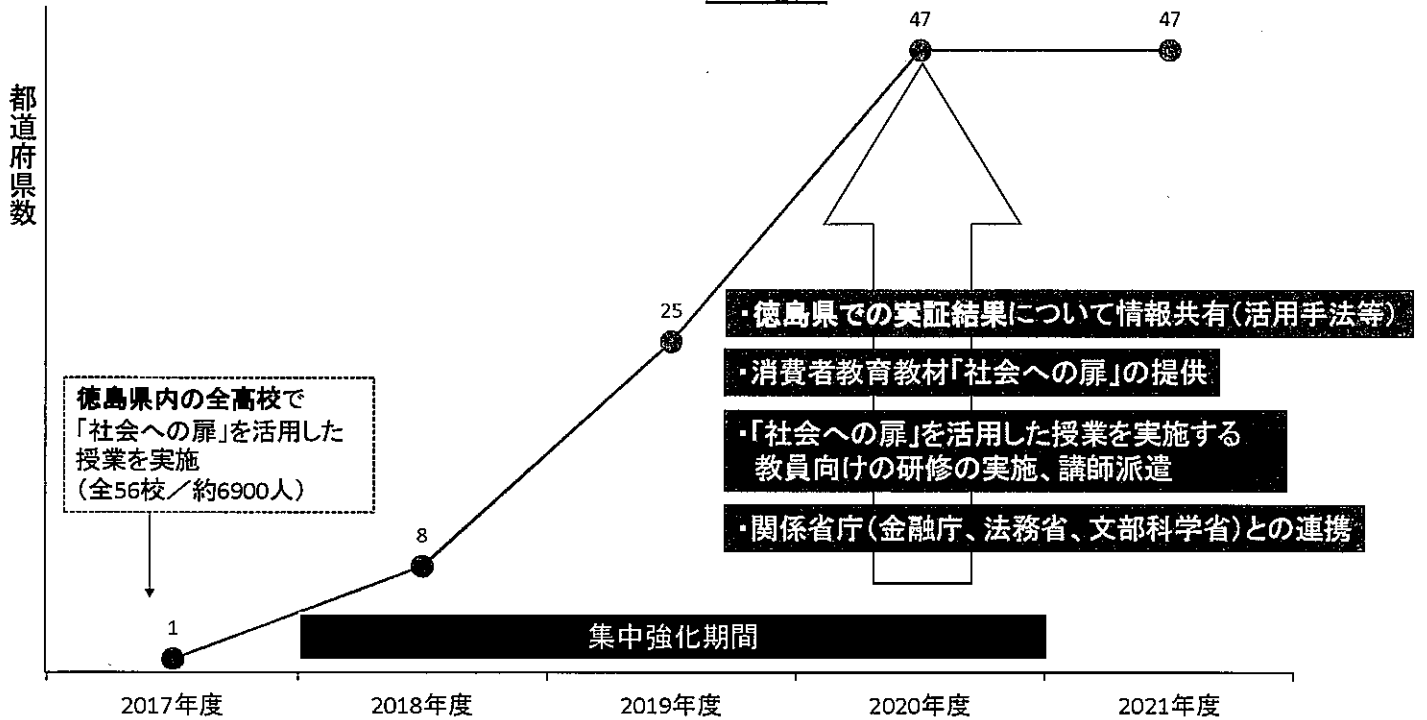 47
47
都道府県数
25
・徳島県での実証結果について情報共有(活用手法等)
・消費者教育教材「社会への扉」の提供
・「社会への扉」を活用した授業を実施する
教員向けの研修の実施、講師派遣
・関係省庁(金融庁、法務省、文部科学省)との連携
徳島県内の全高校で
「社会への扉」を活用した
授業を実施
(全56校/約6900人)
8
1
集中強化期間
2017年度
2018年度
2019年度
2020年度
2021年度